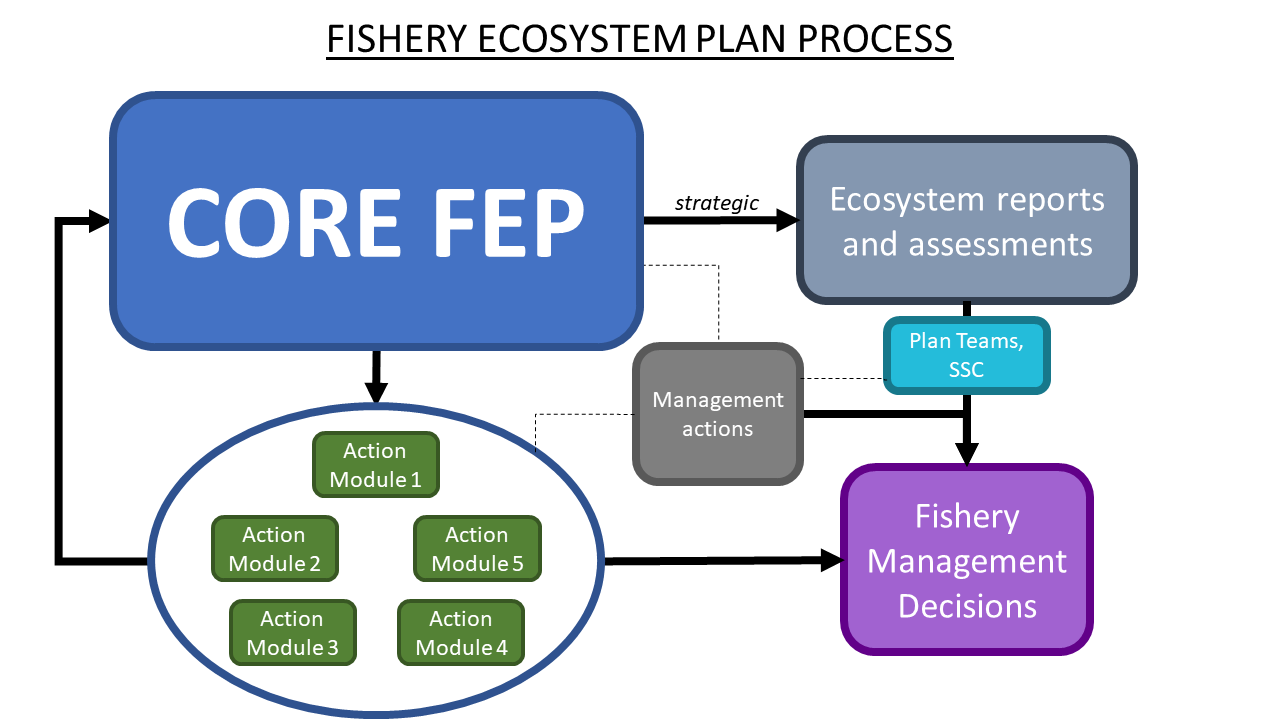 FISHERY ECOSYSTEM PLAN PROCESS
CORE FEP
strategic
Ecosystem reports
and assessments
Plan Teams,
SSC
Management
actions
Action
Module 1
Action
Module 2
Action
Module 5
Action
Module 3
Action
Module 4
Fishery
Management
Decisions